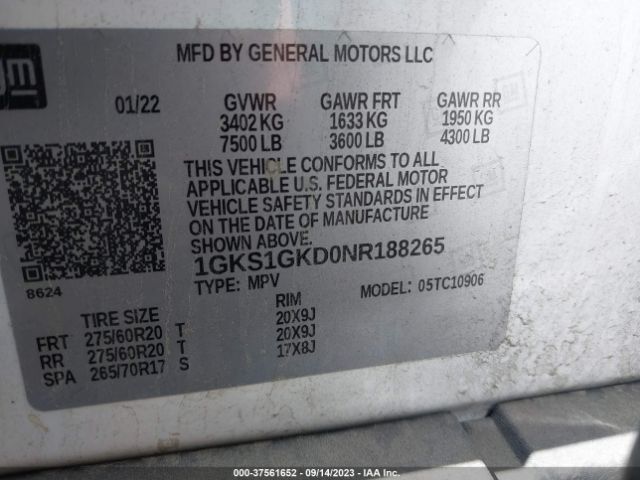 gm
MFD BY GENERAL MOTORS LLC
01/22 GVWR GAWR FRT GAWR RR
3402 KG 1633 KG 1950 KG
7500 LB 3600 LB 4300 LB
THIS VEHICLE CONFORMS TO ALL
APPLICABLE U.S. FEDERAL MOTOR
VEHICLE SAFETY STANDARDS IN EFFECT
ON THE DATE OF MANUFACTURE
SHOWN ABOVE.
1GKS1GKD0NR188265
8624
TYPE: MPV MODEL: 05TC10906
TIRE SIZE RIM
FRT 275/60R20 T 20X9J
RR 275/60R20 T 20X9J
SPA 265/70R17 S 17X8J
000-37561652 - 09/14/2023 - IAA Inc.